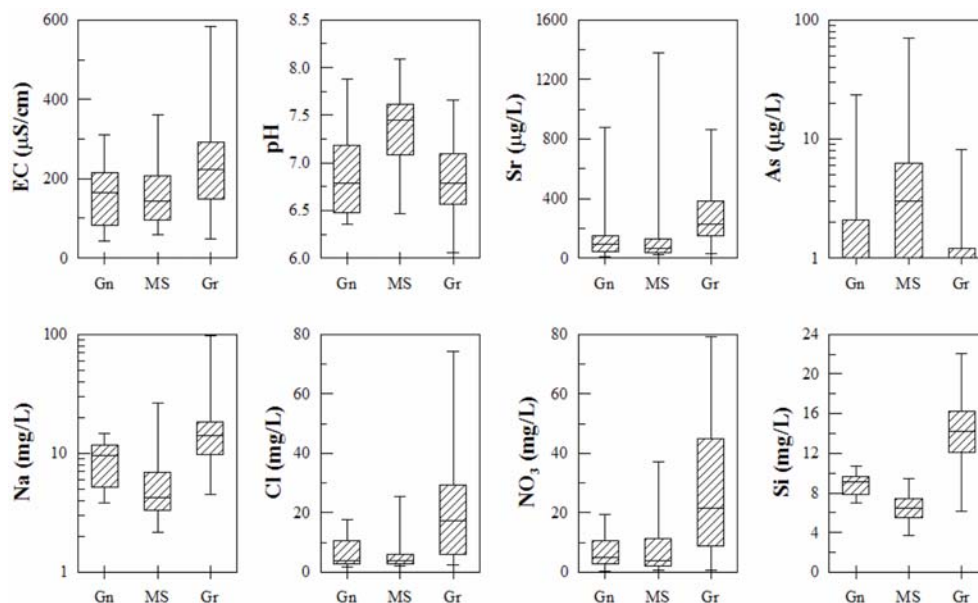 EC (μS/cm)
600
400
200
0
Gn MS Gr
pH
8.5
8.0
7.5
7.0
6.5
6.0
Gn MS Gr
Sr (μg/L)
1600
1200
800
400
0
Gn MS Gr
As (μg/L)
100
10
1
Gn MS Gr
Na (mg/L)
100
10
1
Gn MS Gr
Cl (mg/L)
80
60
40
20
0
Gn MS Gr
NO₃ (mg/L)
80
60
40
20
0
Gn MS Gr
Si (mg/L)
24
20
16
12
8
4
0
Gn MS Gr